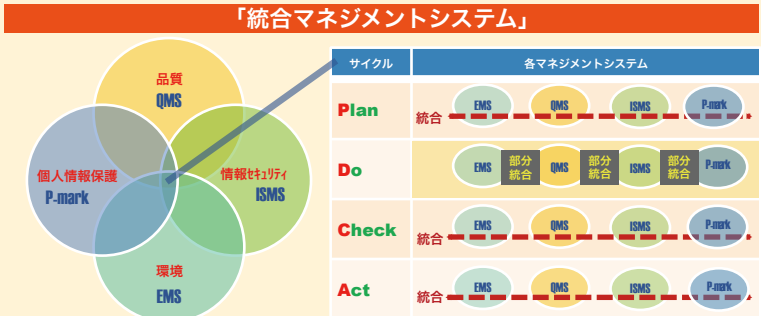 「統合マネジメントシステム」
品質
QMS
個人情報保護
P-mark
情報ｾｷｭﾘﾃｨ
ISMS
環境
EMS
サイクル 各マネジメントシステム
Plan 統合 EMS QMS ISMS P-mark
Do EMS 部分統合 QMS 部分統合 ISMS 部分統合 P-mark
Check 統合 EMS QMS ISMS P-mark
Act 統合 EMS QMS ISMS P-mark